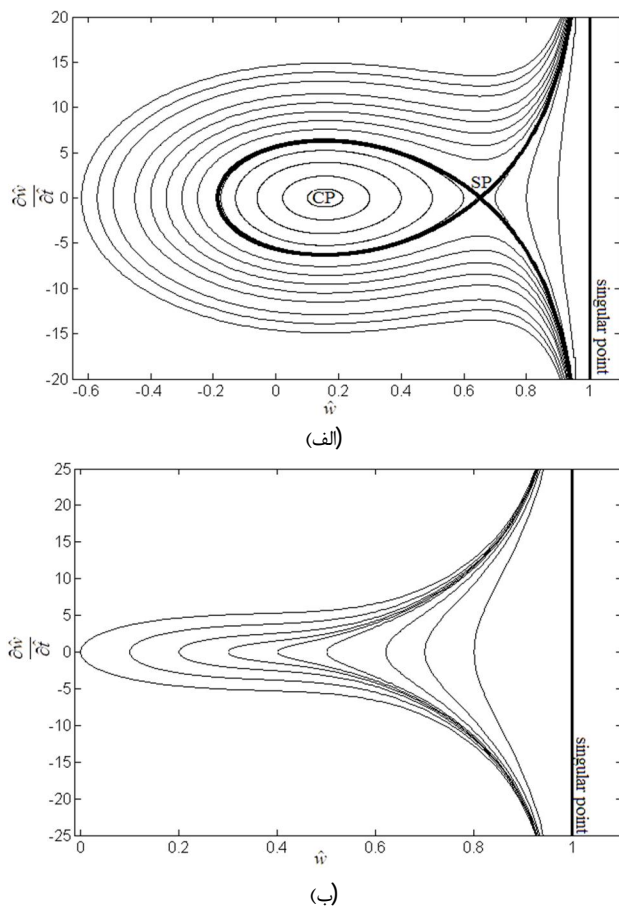 20
15
10
5
0
-5
-10
-15
-20
∂ŵ
∂t̂
CP
SP
singular point
-0.6 -0.4 -0.2 0 0.2 0.4 0.6 0.8 1
ŵ
(الف)
25
20
15
10
5
0
-5
-10
-15
-20
-25
∂ŵ
∂t̂
singular point
0 0.2 0.4 0.6 0.8 1
ŵ
(ب)